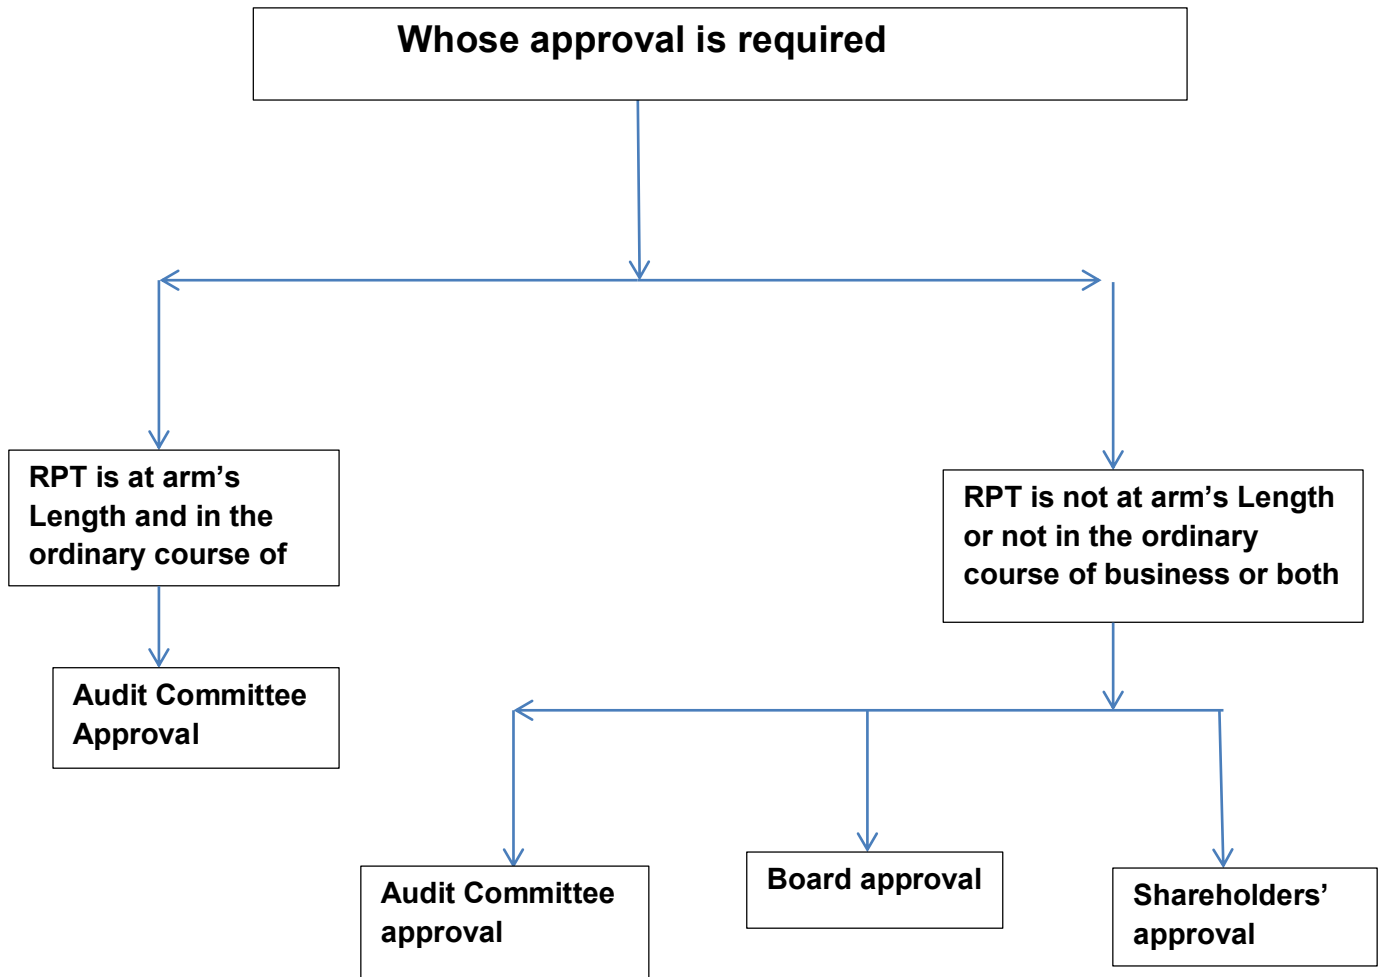 Whose approval is required
RPT is at arm’s
Length and in the
ordinary course of
RPT is not at arm’s Length
or not in the ordinary
course of business or both
Audit Committee
Approval
Audit Committee
approval
Board approval
Shareholders’
approval